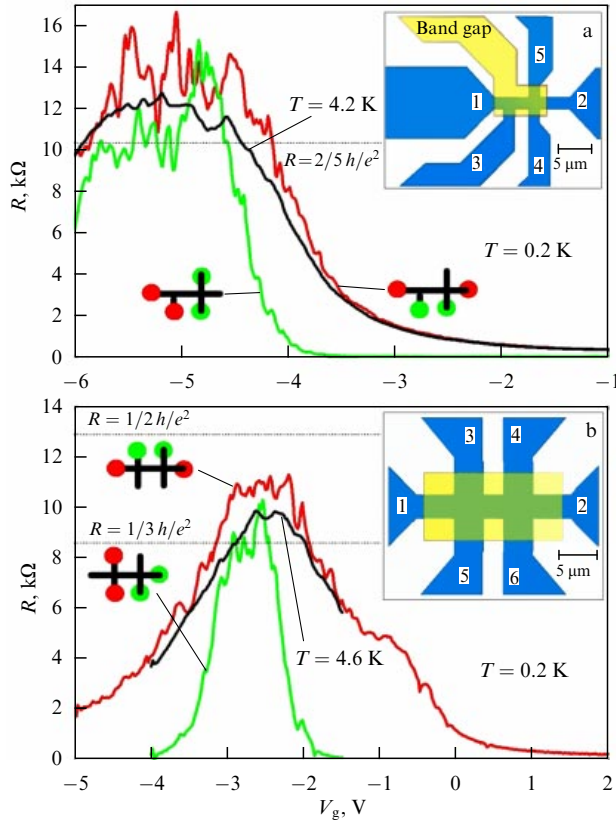 R, kΩ
16
14
12
10
8
6
4
2
0
T = 4.2 K
R = 2/5 h/e²
T = 0.2 K
Band gap
a
5
1
2
3
4
5 μm
−6
−5
−4
−3
−2
−1
R, kΩ
14
12
10
8
6
4
2
0
R = 1/2 h/e²
R = 1/3 h/e²
T = 4.6 K
T = 0.2 K
b
3
4
1
2
5
6
5 μm
−5
−4
−3
−2
−1
0
1
2
Vg, V